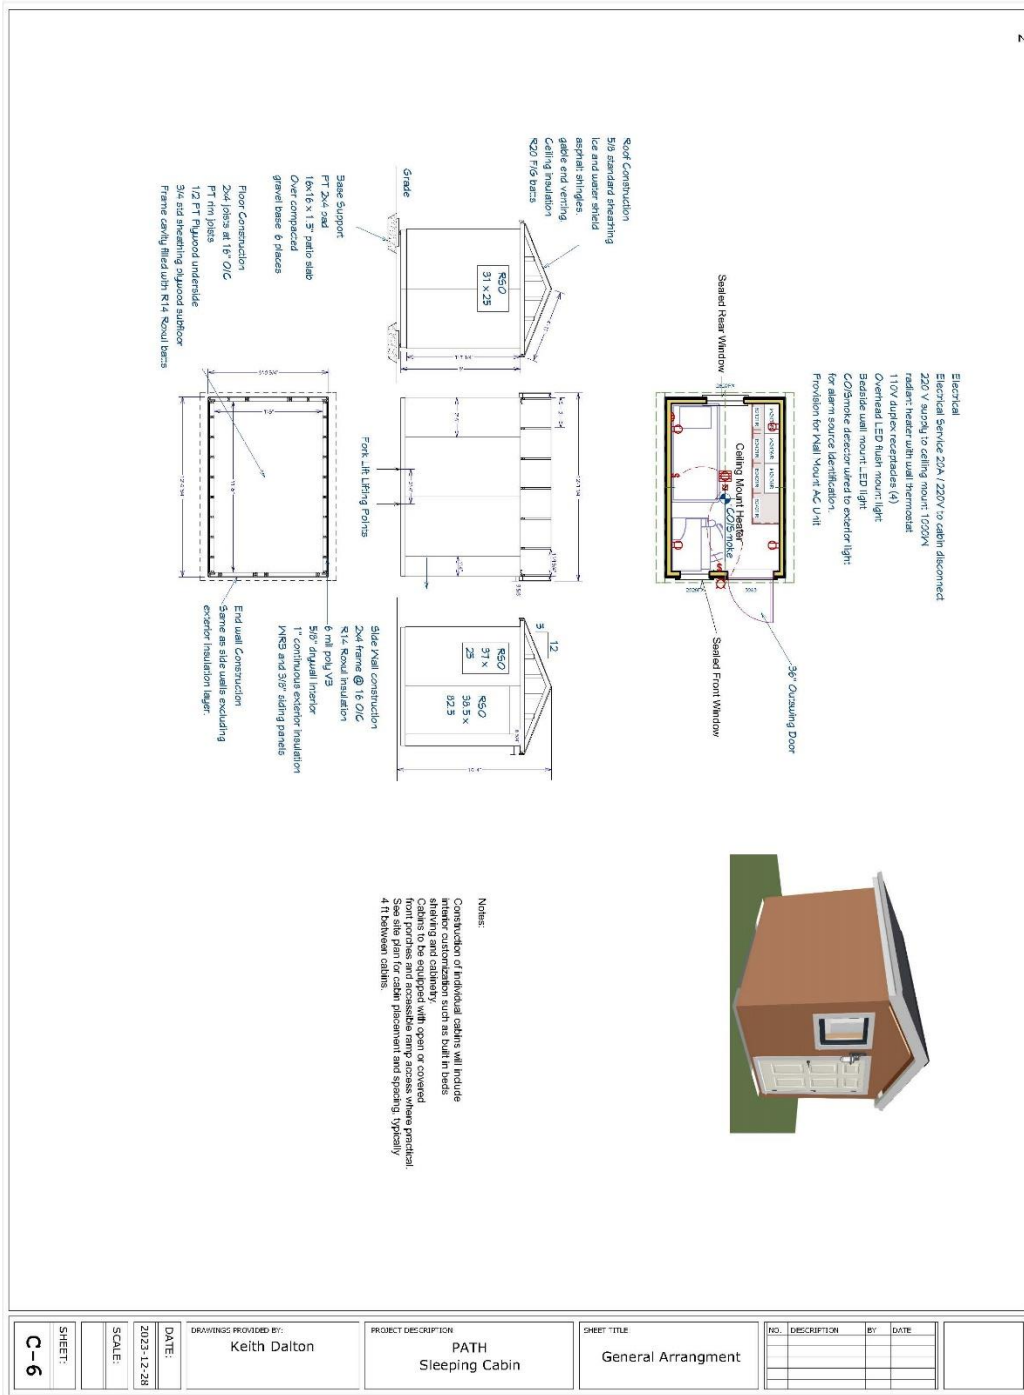 Electrical
Electrical Service 20A / 220V to cabin disconnect
220 V supply to ceiling mount 1000W
radiant heater with wall thermostat
110V duplex receptacles (4)
Overhead LED flush mount light
Bedside wall mount LED light
CO/Smoke detector wired to exterior light
for alarm source identification.
Provision for Wall Mount AC Unit
36" Outswing Door
Sealed Rear Window
Ceiling Mount Heater
CO/Smoke
Sealed Front Window
Roof Construction
5/8 standard sheathing
Ice and water shield
asphalt shingles.
gable end venting
Ceiling insulation
R20 F/G batts
RSO
31 x 25
Grade
Base Support
PT 2x4 pad
16x16 x 1.5" patio slab
Over compacted
gravel base 6 places
Floor Construction
2x4 joists at 16" O/C
PT rim joists
1/2 PT Plywood underside
3/4 std sheathing plywood subfloor
Frame cavity filled with R14 Roxul batts
Fork Lift Lifting Points
12
3
RSO
37 x
25
RSO
38.5 x
82.5
Side Wall construction
2x4 frame @ 16 O/C
R14 Roxul insulation
6 mil poly VB
5/8" drywall interior
1" continuous exterior insulation
WRB and 3/8" siding panels
End wall Construction
Same as side walls excluding
exterior insulation layer.
Notes:
Construction of individual cabins will include
interior customization such as built in beds
shelving and cabinetry.
Cabins to be equipped with open or covered
front porches and accessible ramp access where practical.
See site plan for cabin placement and spacing, typically
4 ft between cabins.
NO. DESCRIPTION BY DATE
SHEET TITLE
General Arrangment
PROJECT DESCRIPTION
PATH
Sleeping Cabin
DRAWINGS PROVIDED BY:
Keith Dalton
DATE:
2023-12-28
SCALE:
SHEET:
C-6